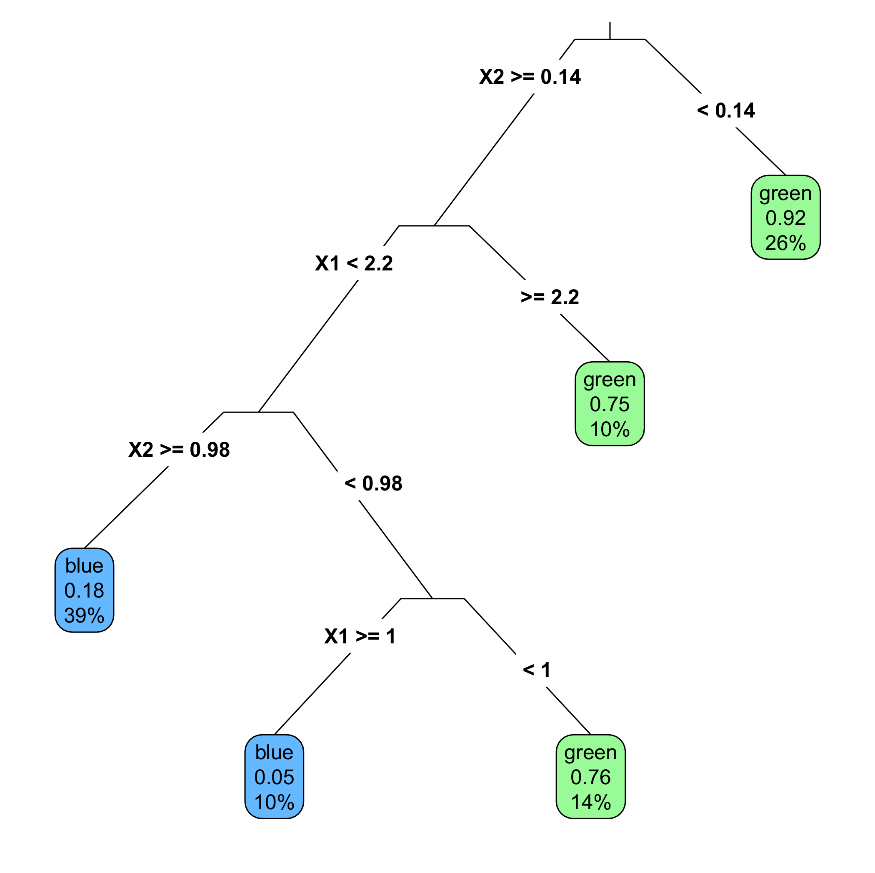 X2 >= 0.14
< 0.14
green
0.92
26%
X1 < 2.2
>= 2.2
green
0.75
10%
X2 >= 0.98
< 0.98
blue
0.18
39%
X1 >= 1
< 1
blue
0.05
10%
green
0.76
14%